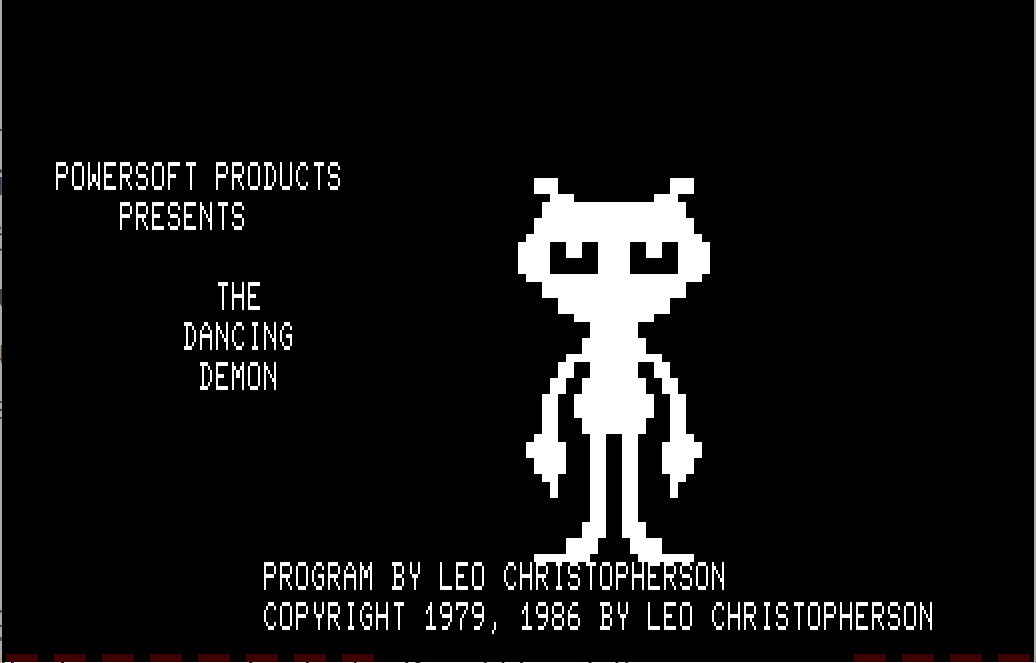 POWERSOFT PRODUCTS
PRESENTS
THE
DANCING
DEMON
PROGRAM BY LEO CHRISTOPHERSON
COPYRIGHT 1979, 1986 BY LEO CHRISTOPHERSON